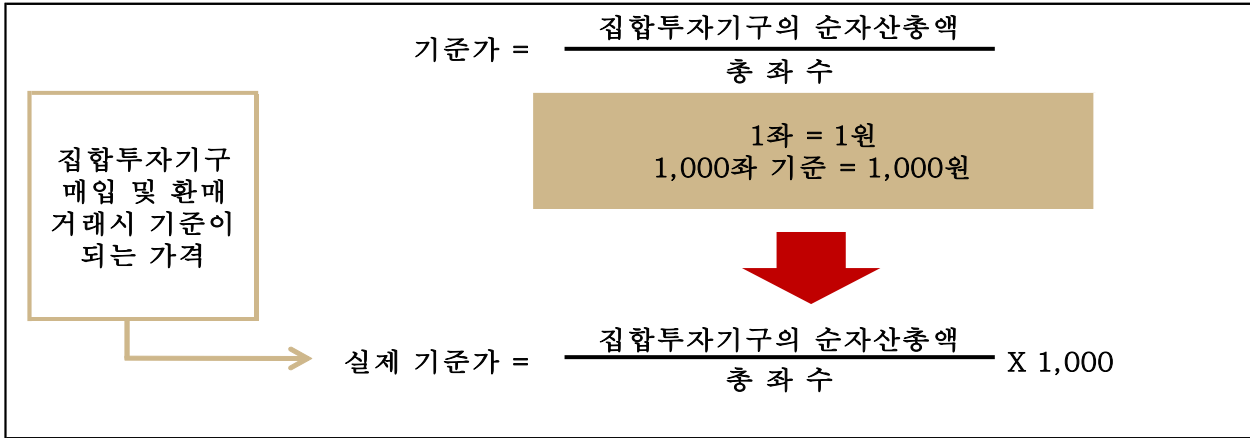 기준가 =
집합투자기구의 순자산총액
총 좌 수
1좌 = 1원
1,000좌 기준 = 1,000원
집합투자기구
매입 및 환매
거래시 기준이
되는 가격
실제 기준가 =
집합투자기구의 순자산총액
총 좌 수
X 1,000